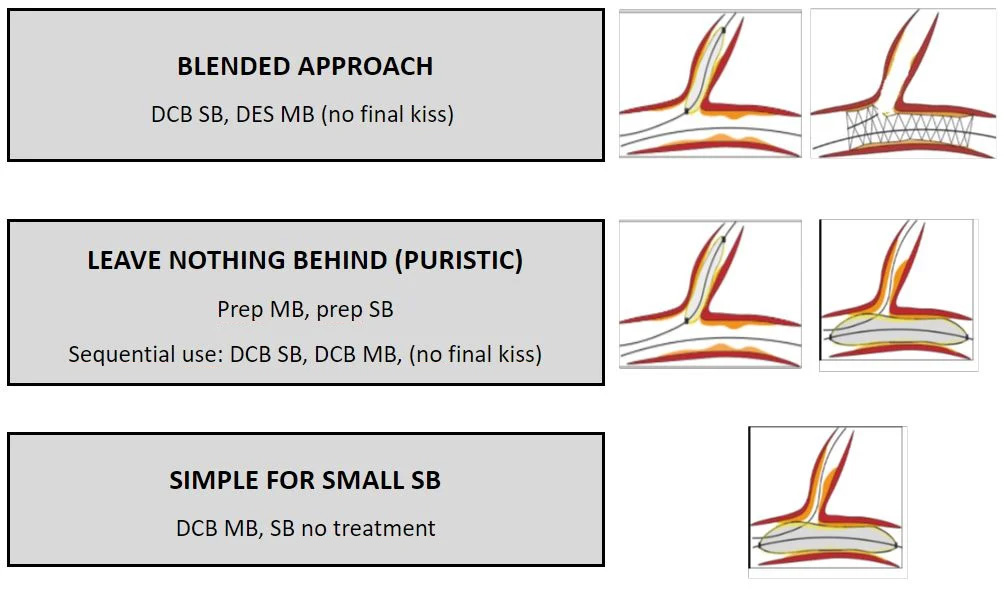 BLENDED APPROACH
DCB SB, DES MB (no final kiss)
LEAVE NOTHING BEHIND (PURISTIC)
Prep MB, prep SB
Sequential use: DCB SB, DCB MB, (no final kiss)
SIMPLE FOR SMALL SB
DCB MB, SB no treatment